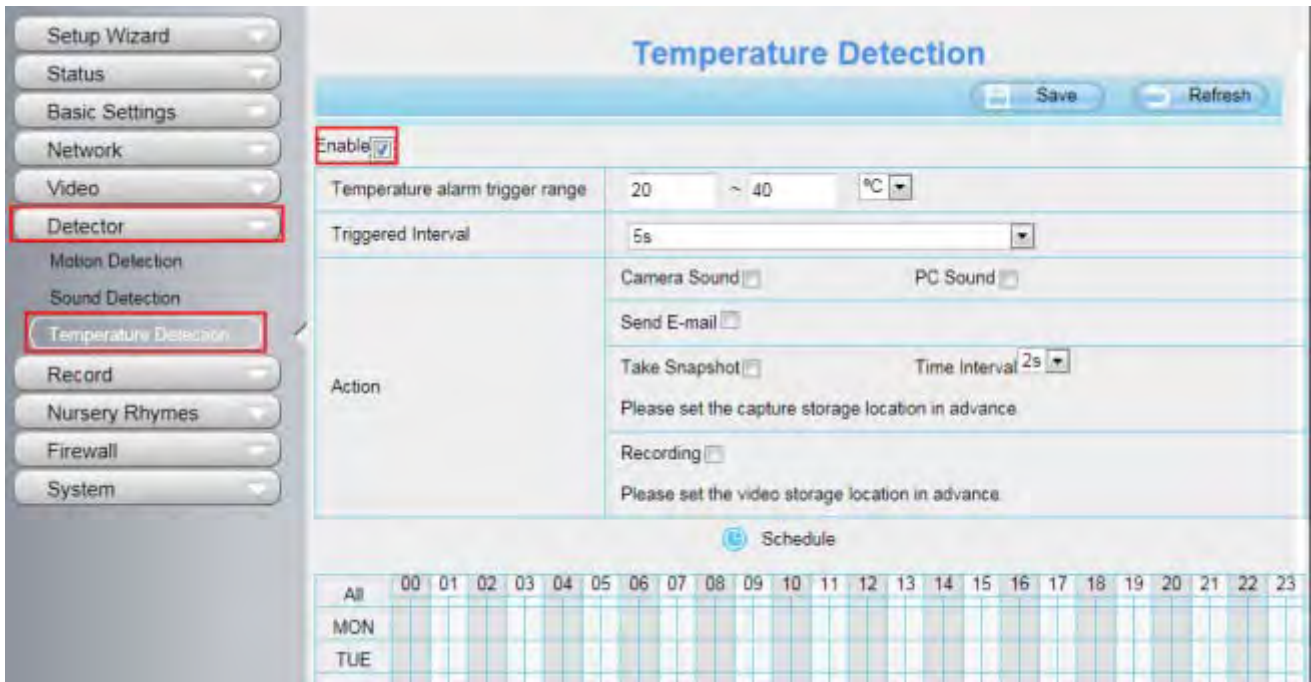 Setup Wizard
Status
Basic Settings
Network
Video
Detector
Motion Detection
Sound Detection
Temperature Detection
Record
Nursery Rhymes
Firewall
System
Temperature Detection
Save Refresh
Enable
Temperature alarm trigger range 20 ~ 40 ºC
Triggered Interval 5s
Action
Camera Sound PC Sound
Send E-mail
Take Snapshot Time Interval 2s
Please set the capture storage location in advance
Recording
Please set the video storage location in advance
Schedule
All 00 01 02 03 04 05 06 07 08 09 10 11 12 13 14 15 16 17 18 19 20 21 22 23
MON
TUE